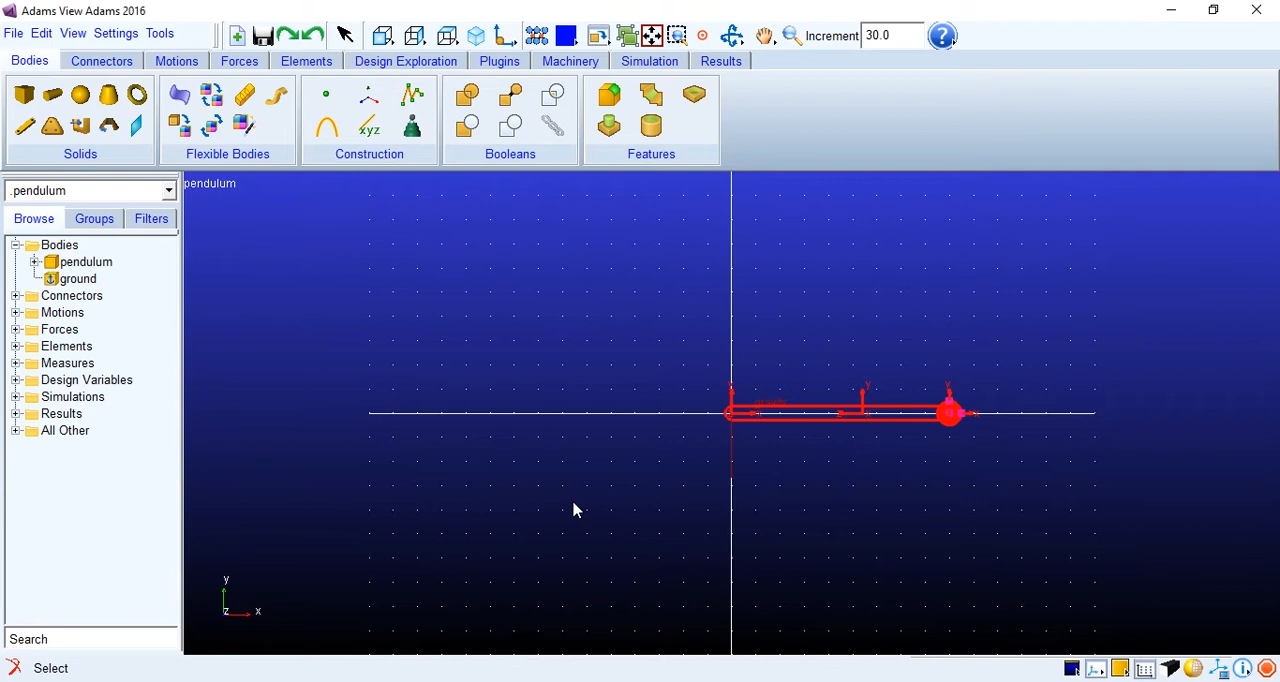 Adams View Adams 2016
File Edit View Settings Tools
Increment 30.0
Bodies Connectors Motions Forces Elements Design Exploration Plugins Machinery Simulation Results
xyz
Solids Flexible Bodies Construction Booleans Features
.pendulum
pendulum
Browse Groups Filters
Bodies
pendulum
ground
Connectors
Motions
Forces
Elements
Measures
Design Variables
Simulations
Results
All Other
gravity
y
z x
Search
Select